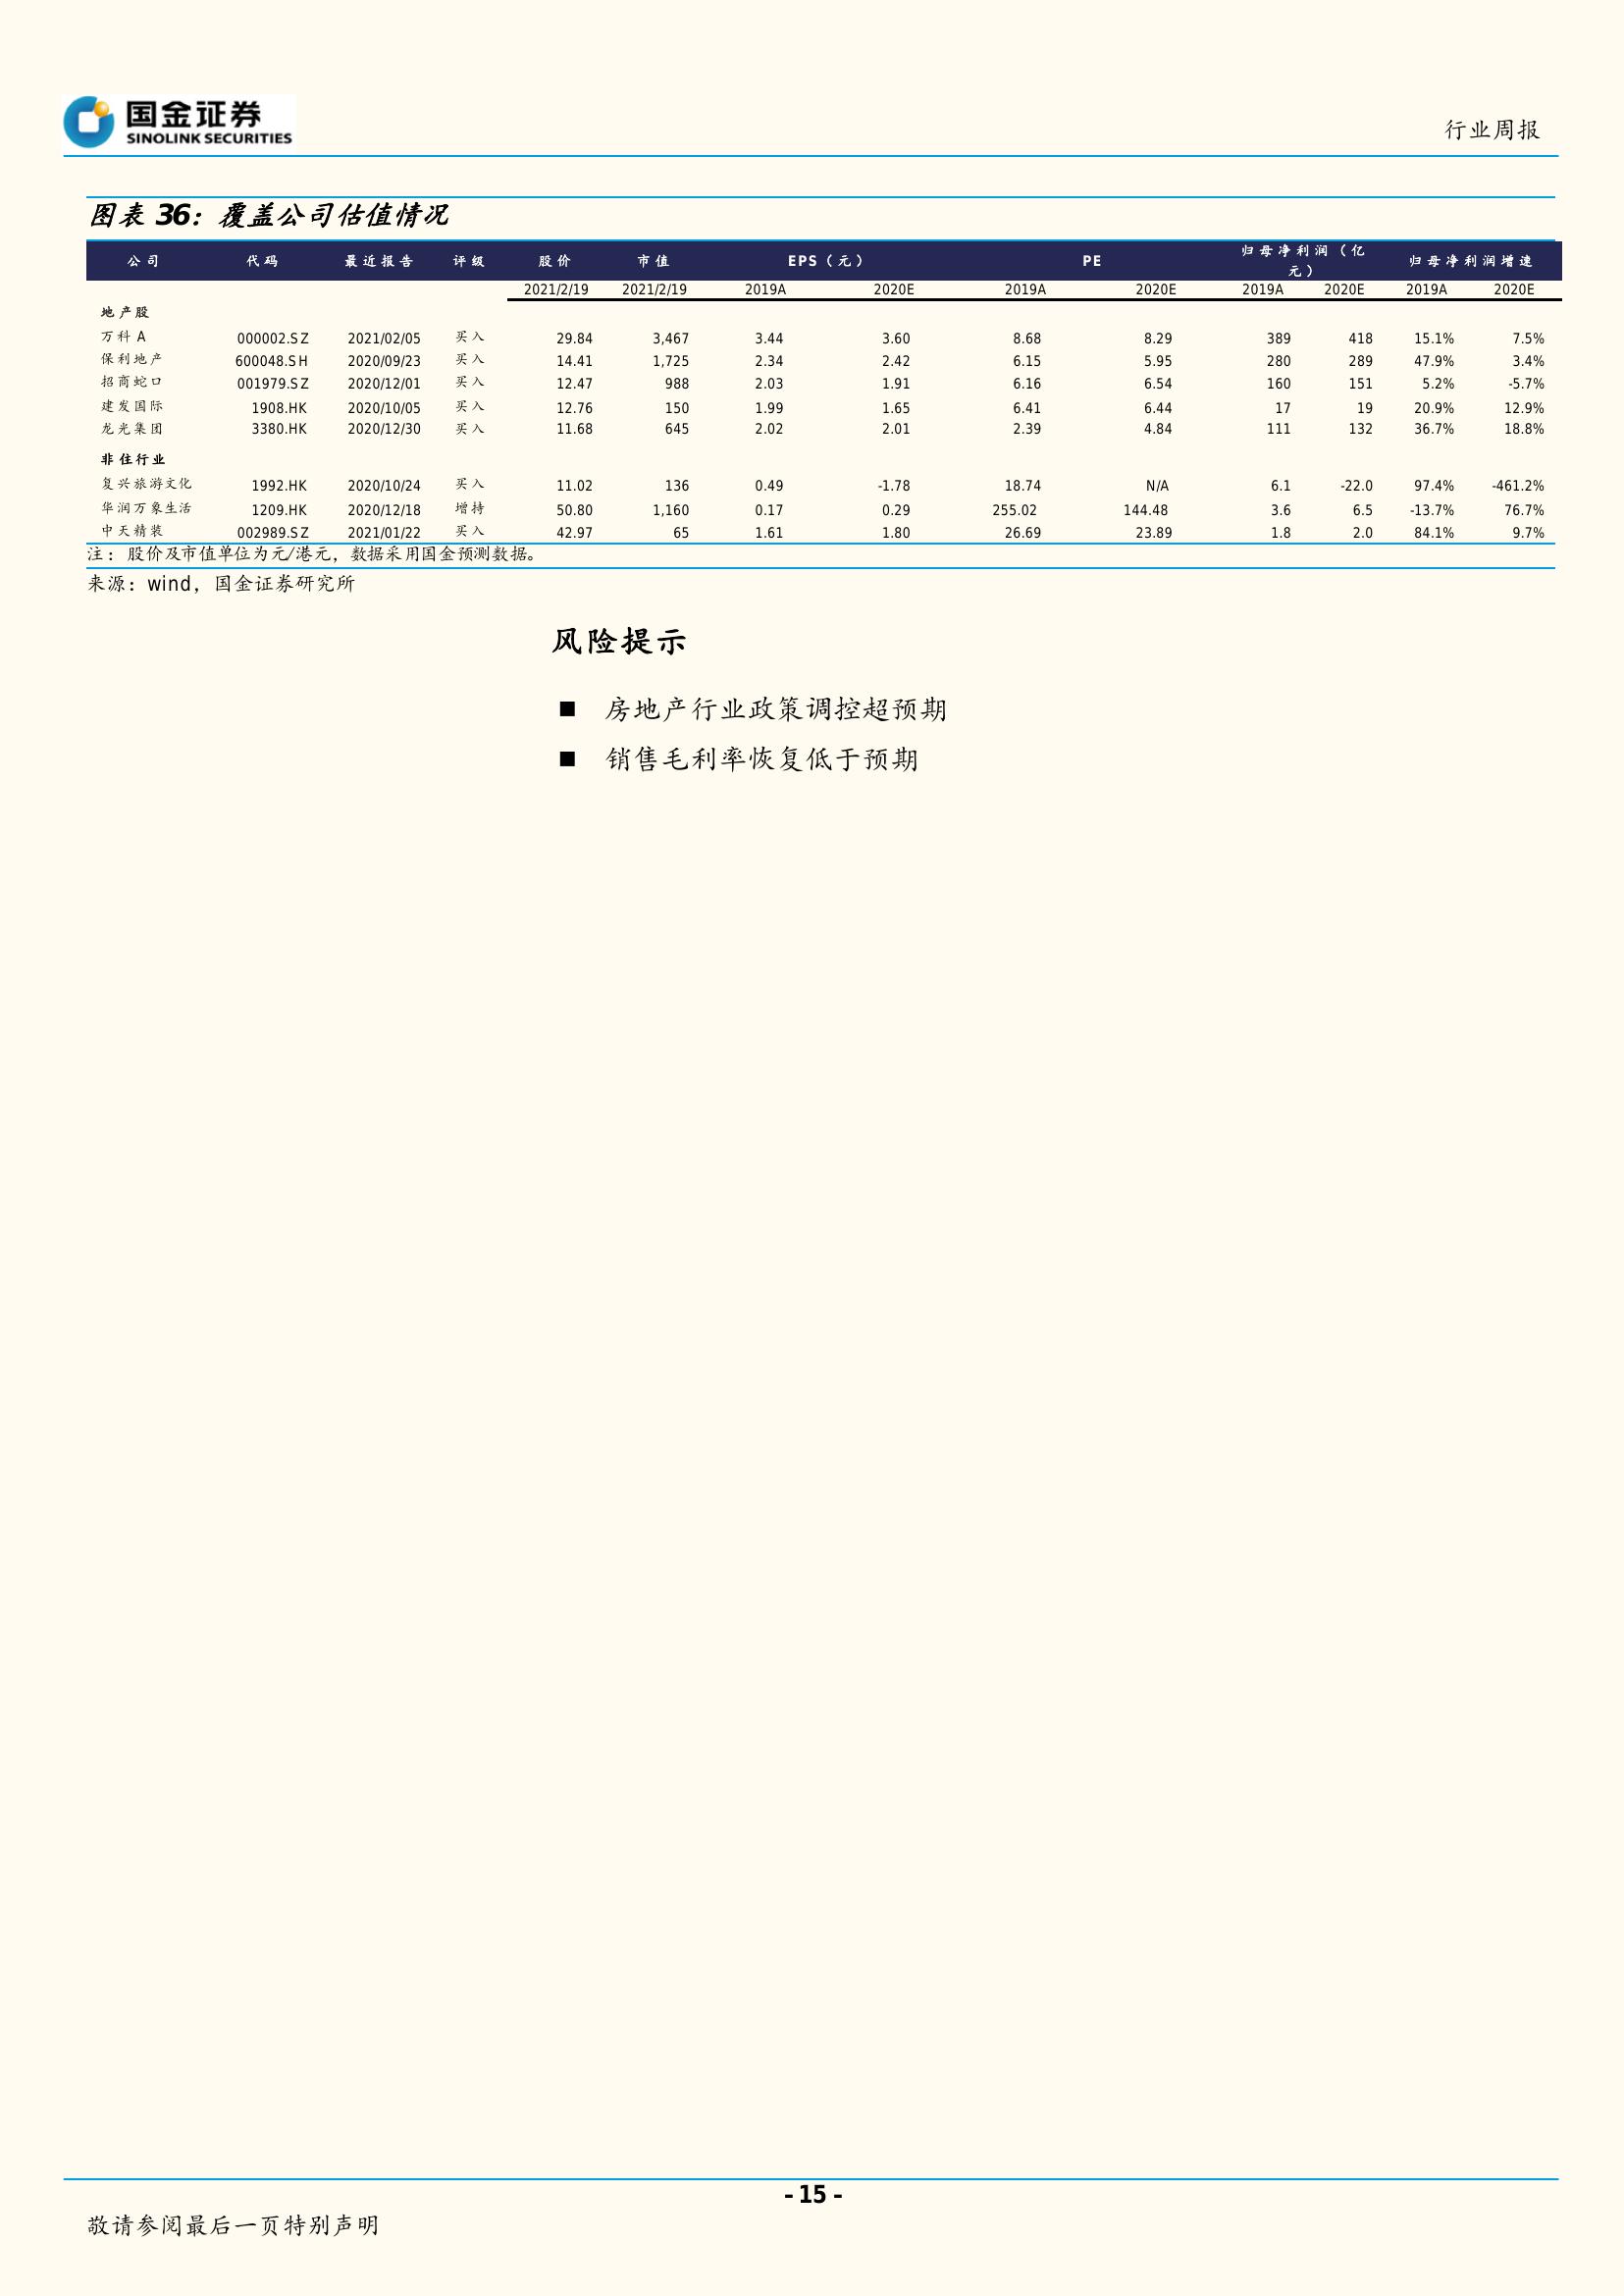 国金证券
SINOLINK SECURITIES
行业周报
图表 36：覆盖公司估值情况
公司 代码 最近报告 评级 股价 市值 EPS（元） PE 归母净利润（亿元） 归母净利润增速
2021/2/19 2021/2/19 2019A 2020E 2019A 2020E 2019A 2020E 2019A 2020E
地产股
万科 A 000002.SZ 2021/02/05 买入 29.84 3,467 3.44 3.60 8.68 8.29 389 418 15.1% 7.5%
保利地产 600048.SH 2020/09/23 买入 14.41 1,725 2.34 2.42 6.15 5.95 280 289 47.9% 3.4%
招商蛇口 001979.SZ 2020/12/01 买入 12.47 988 2.03 1.91 6.16 6.54 160 151 5.2% -5.7%
建发国际 1908.HK 2020/10/05 买入 12.76 150 1.99 1.65 6.41 6.44 17 19 20.9% 12.9%
龙光集团 3380.HK 2020/12/30 买入 11.68 645 2.02 2.01 2.39 4.84 111 132 36.7% 18.8%
非住行业
复兴旅游文化 1992.HK 2020/10/24 买入 11.02 136 0.49 -1.78 18.74 N/A 6.1 -22.0 97.4% -461.2%
华润万象生活 1209.HK 2020/12/18 增持 50.80 1,160 0.17 0.29 255.02 144.48 3.6 6.5 -13.7% 76.7%
中天精装 002989.SZ 2021/01/22 买入 42.97 65 1.61 1.80 26.69 23.89 1.8 2.0 84.1% 9.7%
注：股价及市值单位为元/港元，数据采用国金预测数据。
来源：wind，国金证券研究所
风险提示
■ 房地产行业政策调控超预期
■ 销售毛利率恢复低于预期
- 15 -
敬请参阅最后一页特别声明